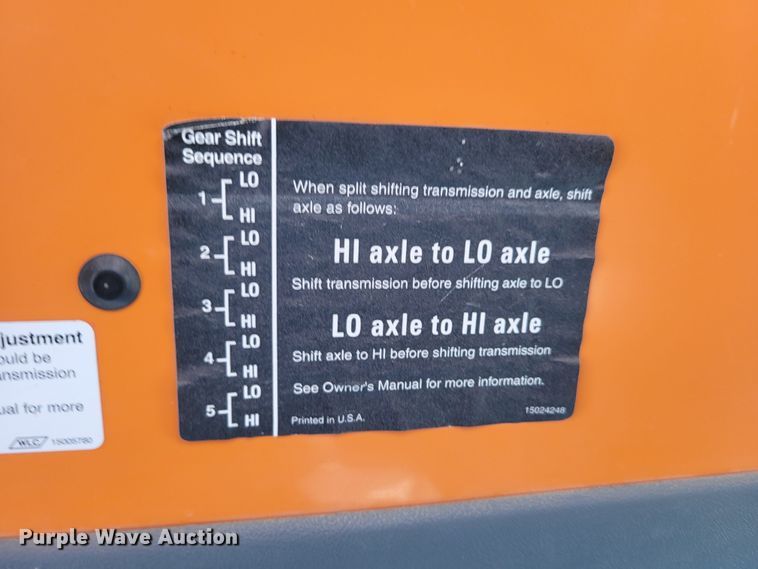 Gear Shift
Sequence
1 LO
HI
2 LO
HI
3 LO
HI
4 LO
HI
5 LO
HI
When split shifting transmission and axle, shift
axle as follows:
HI axle to LO axle
Shift transmission before shifting axle to LO
LO axle to HI axle
Shift axle to HI before shifting transmission
See Owner's Manual for more information.
Printed in U.S.A.
15024248
justment
ould be
ansmission
ual for more
WLC 15005780
Purple Wave Auction